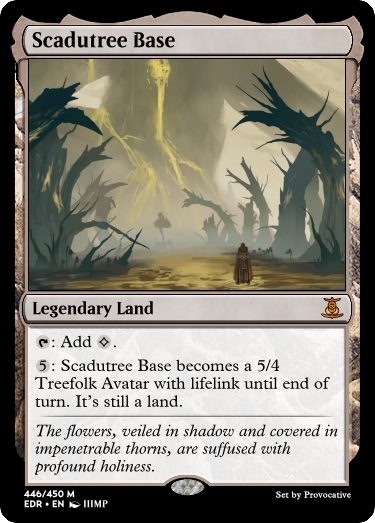 Scadutree Base
Legendary Land
: Add .
5: Scadutree Base becomes a 5/4
Treefolk Avatar with lifelink until end of
turn. It's still a land.
The flowers, veiled in shadow and covered in
impenetrable thorns, are suffused with
profound holiness.
446/450 M
EDR • EN IIIMP
Set by Provocative